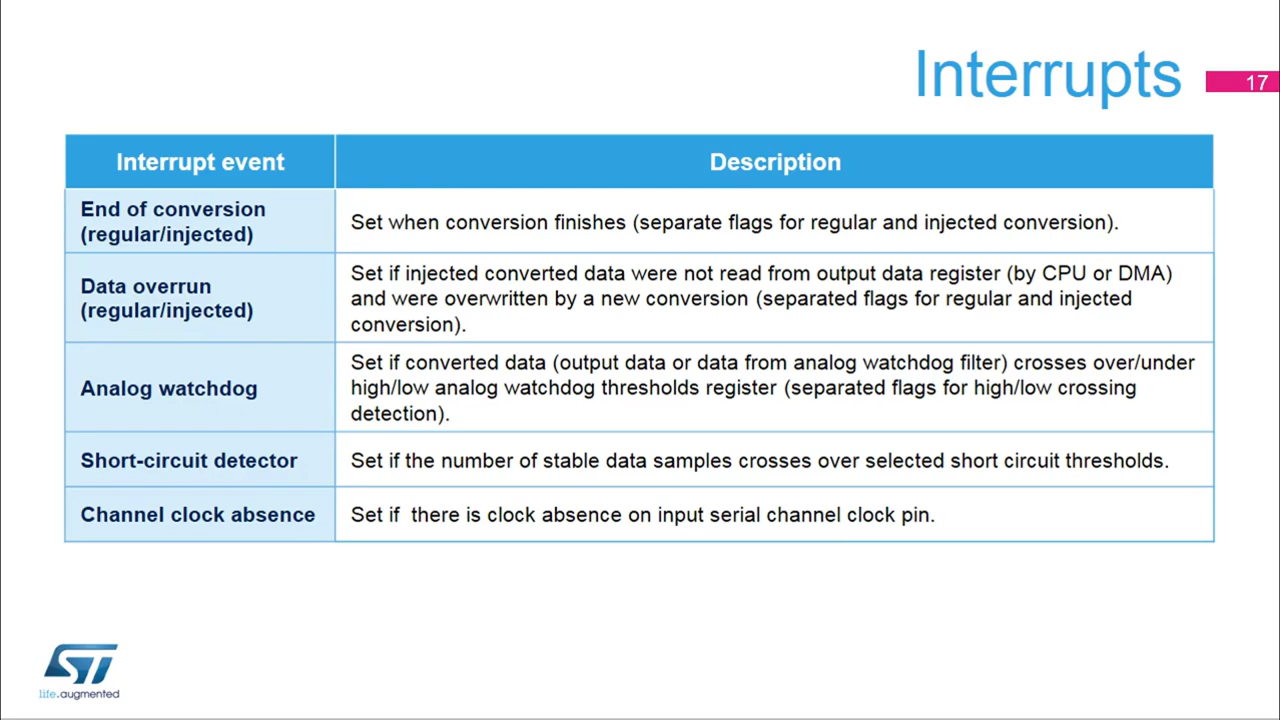 Interrupts
17
Interrupt event
Description
End of conversion
(regular/injected)
Set when conversion finishes (separate flags for regular and injected conversion).
Data overrun
(regular/injected)
Set if injected converted data were not read from output data register (by CPU or DMA)
and were overwritten by a new conversion (separated flags for regular and injected
conversion).
Analog watchdog
Set if converted data (output data or data from analog watchdog filter) crosses over/under
high/low analog watchdog thresholds register (separated flags for high/low crossing
detection).
Short-circuit detector
Set if the number of stable data samples crosses over selected short circuit thresholds.
Channel clock absence
Set if  there is clock absence on input serial channel clock pin.
ST
life.augmented